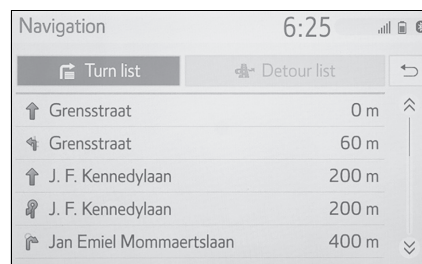 Navigation 6:25
Turn list Detour list
Grensstraat 0 m
Grensstraat 60 m
J. F. Kennedylaan 200 m
J. F. Kennedylaan 200 m
Jan Emiel Mommaertslaan 400 m